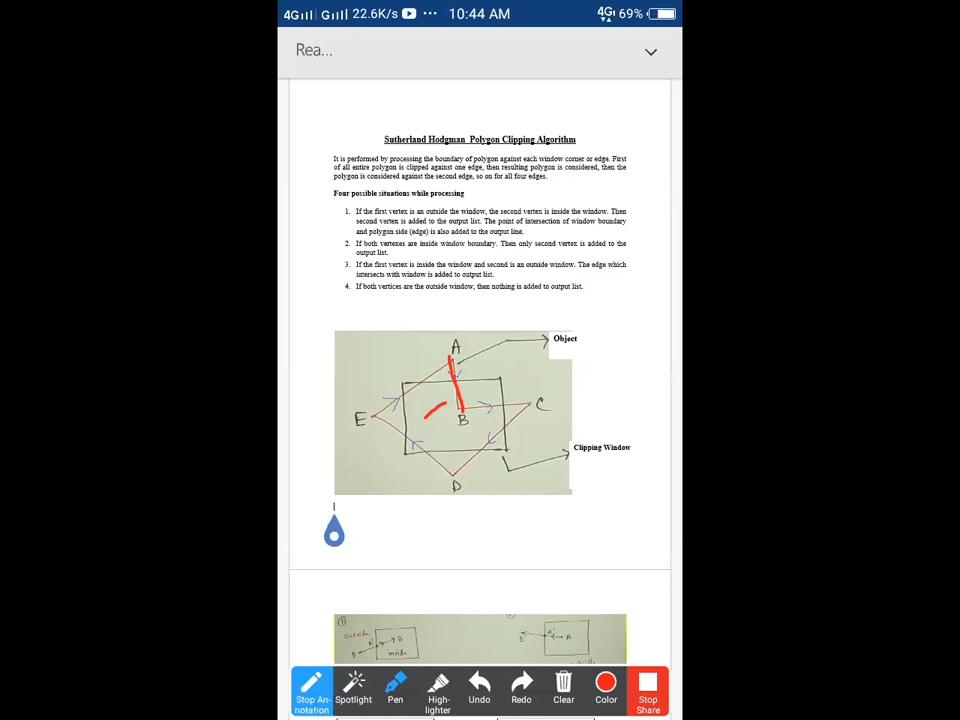 4G 22.6K/s ... 10:44 AM 4G 69%
Rea...
Sutherland Hodgman Polygon Clipping Algorithm
It is performed by processing the boundary of polygon against each window corner or edge. First
of all entire polygon is clipped against one edge, then resulting polygon is considered, then the
polygon is considered against the second edge, so on for all four edges.
Four possible situations while processing
1. If the first vertex is an outside the window, the second vertex is inside the window. Then
second vertex is added to the output list. The point of intersection of window boundary
and polygon side (edge) is also added to the output line.
2. If both vertexes are inside window boundary. Then only second vertex is added to the
output list.
3. If the first vertex is inside the window and second is an outside window. The edge which
intersects with window is added to output list.
4. If both vertices are the outside window, then nothing is added to output list.
A
Object
E
B
C
Clipping Window
D
1
outside
A'
B
inside
A
Stop An-
notation
Spotlight
Pen
High-
lighter
Undo
Redo
Clear
Color
Stop
Share